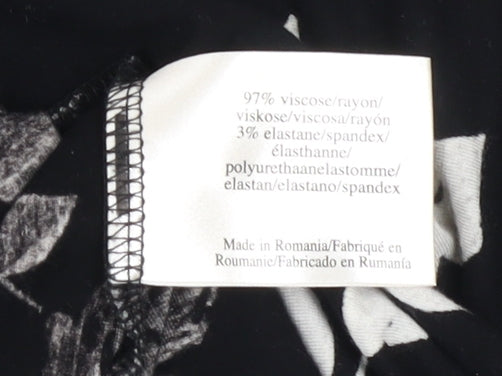 97% viscose/rayon/
viskose/viscosa/rayón
3% elastane/spandex/
élasthanne/
polyurethaanelastomme/
elastan/elastano/spandex
Made in Romania/Fabriqué en
Roumanie/Fabricado en Rumanía